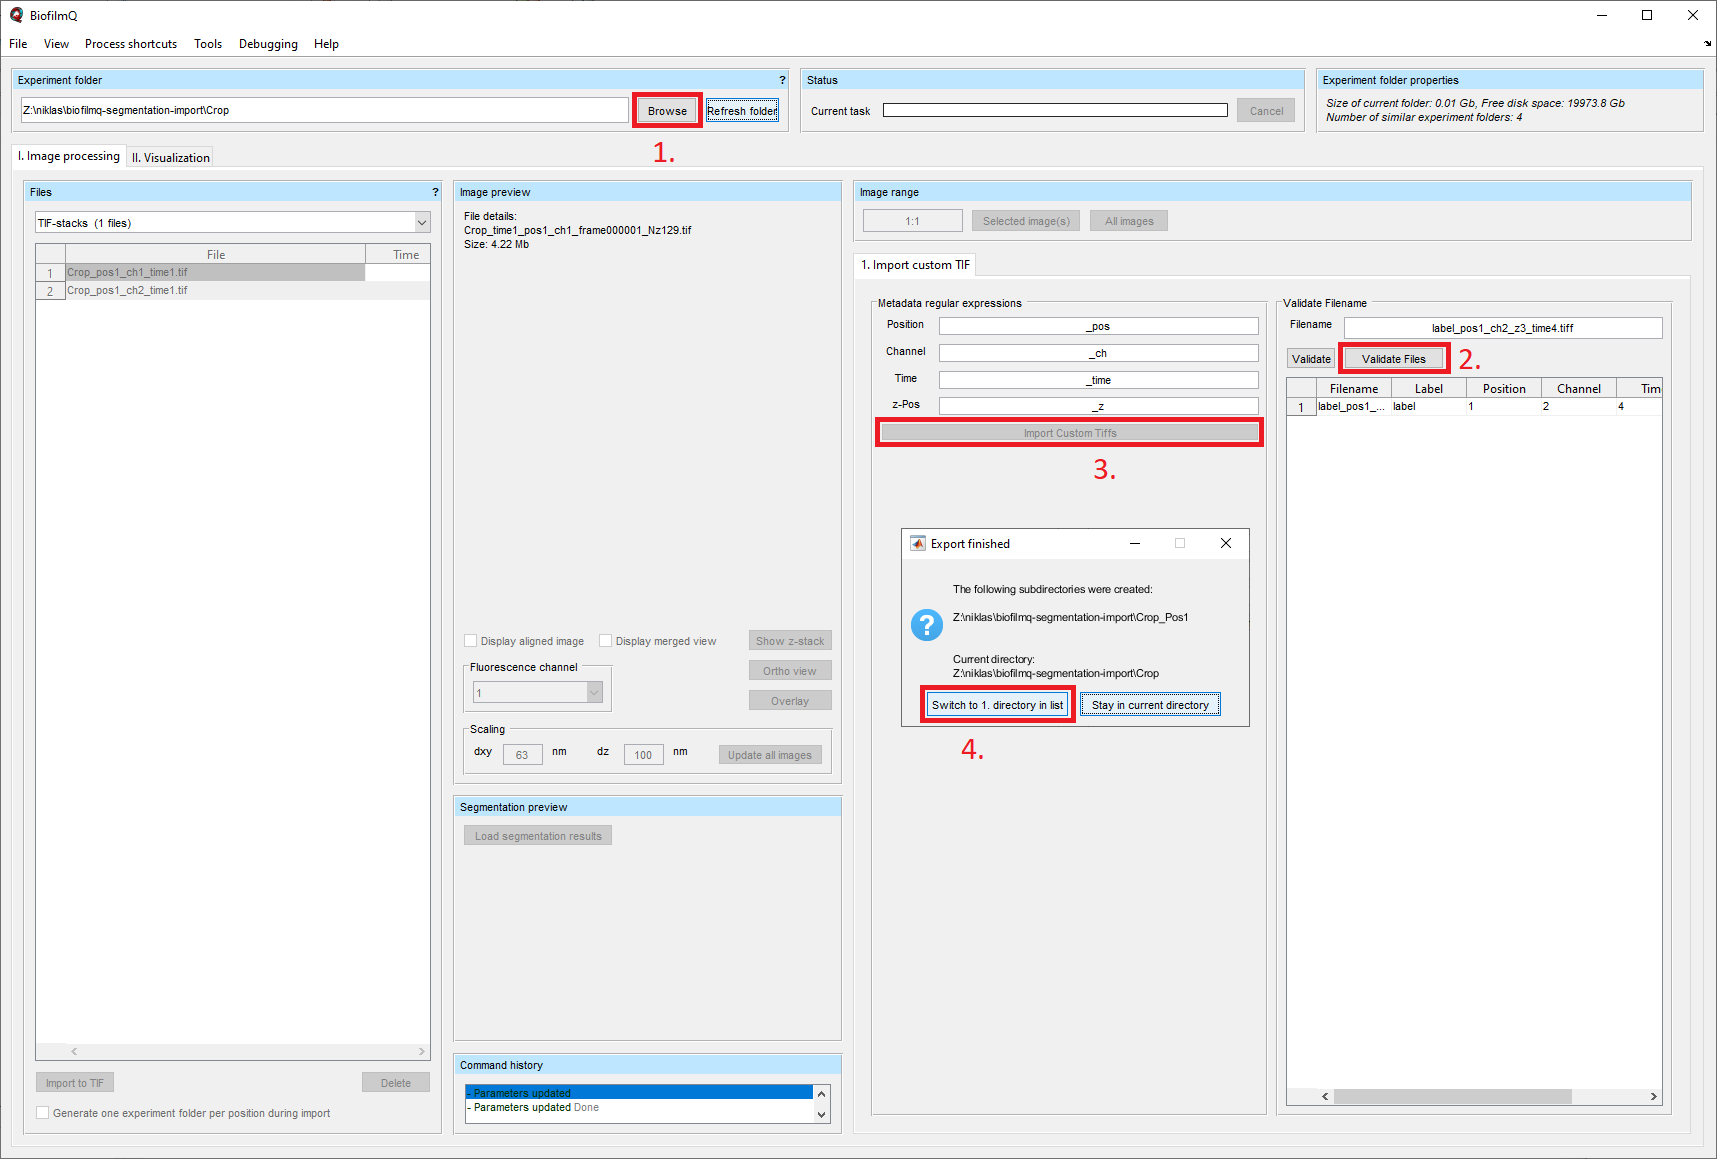 BiofilmQ
File View Process shortcuts Tools Debugging Help
Experiment folder ?
Z:\niklas\biofilmq-segmentation-import\Crop
Browse
Refresh folder
1.
Status
Current task
Cancel
Experiment folder properties
Size of current folder: 0.01 Gb, Free disk space: 19973.8 Gb
Number of similar experiment folders: 4
I. Image processing
II. Visualization
Files ?
TIF-stacks (1 files)
File Time
1 Crop_pos1_ch1_time1.tif
2 Crop_pos1_ch2_time1.tif
Import to TIF
Delete
Generate one experiment folder per position during import
Image preview
File details:
Crop_time1_pos1_ch1_frame000001_Nz129.tif
Size: 4.22 Mb
Display aligned image
Display merged view
Show z-stack
Fluorescence channel
1
Ortho view
Overlay
Scaling
dxy 63 nm dz 100 nm
Update all images
Segmentation preview
Load segmentation results
Command history
- Parameters updated
- Parameters updated Done
Image range
1:1
Selected image(s)
All images
1. Import custom TIF
Metadata regular expressions
Position _pos
Channel _ch
Time _time
z-Pos _z
Import Custom Tiffs
3.
Export finished
The following subdirectories were created:
Z:\niklas\biofilmq-segmentation-import\Crop_Pos1
?
Current directory:
Z:\niklas\biofilmq-segmentation-import\Crop
Switch to 1. directory in list
Stay in current directory
4.
Validate Filename
Filename label_pos1_ch2_z3_time4.tiff
Validate
Validate Files
2.
Filename Label Position Channel Tim
1 label_pos1_... label 1 2 4